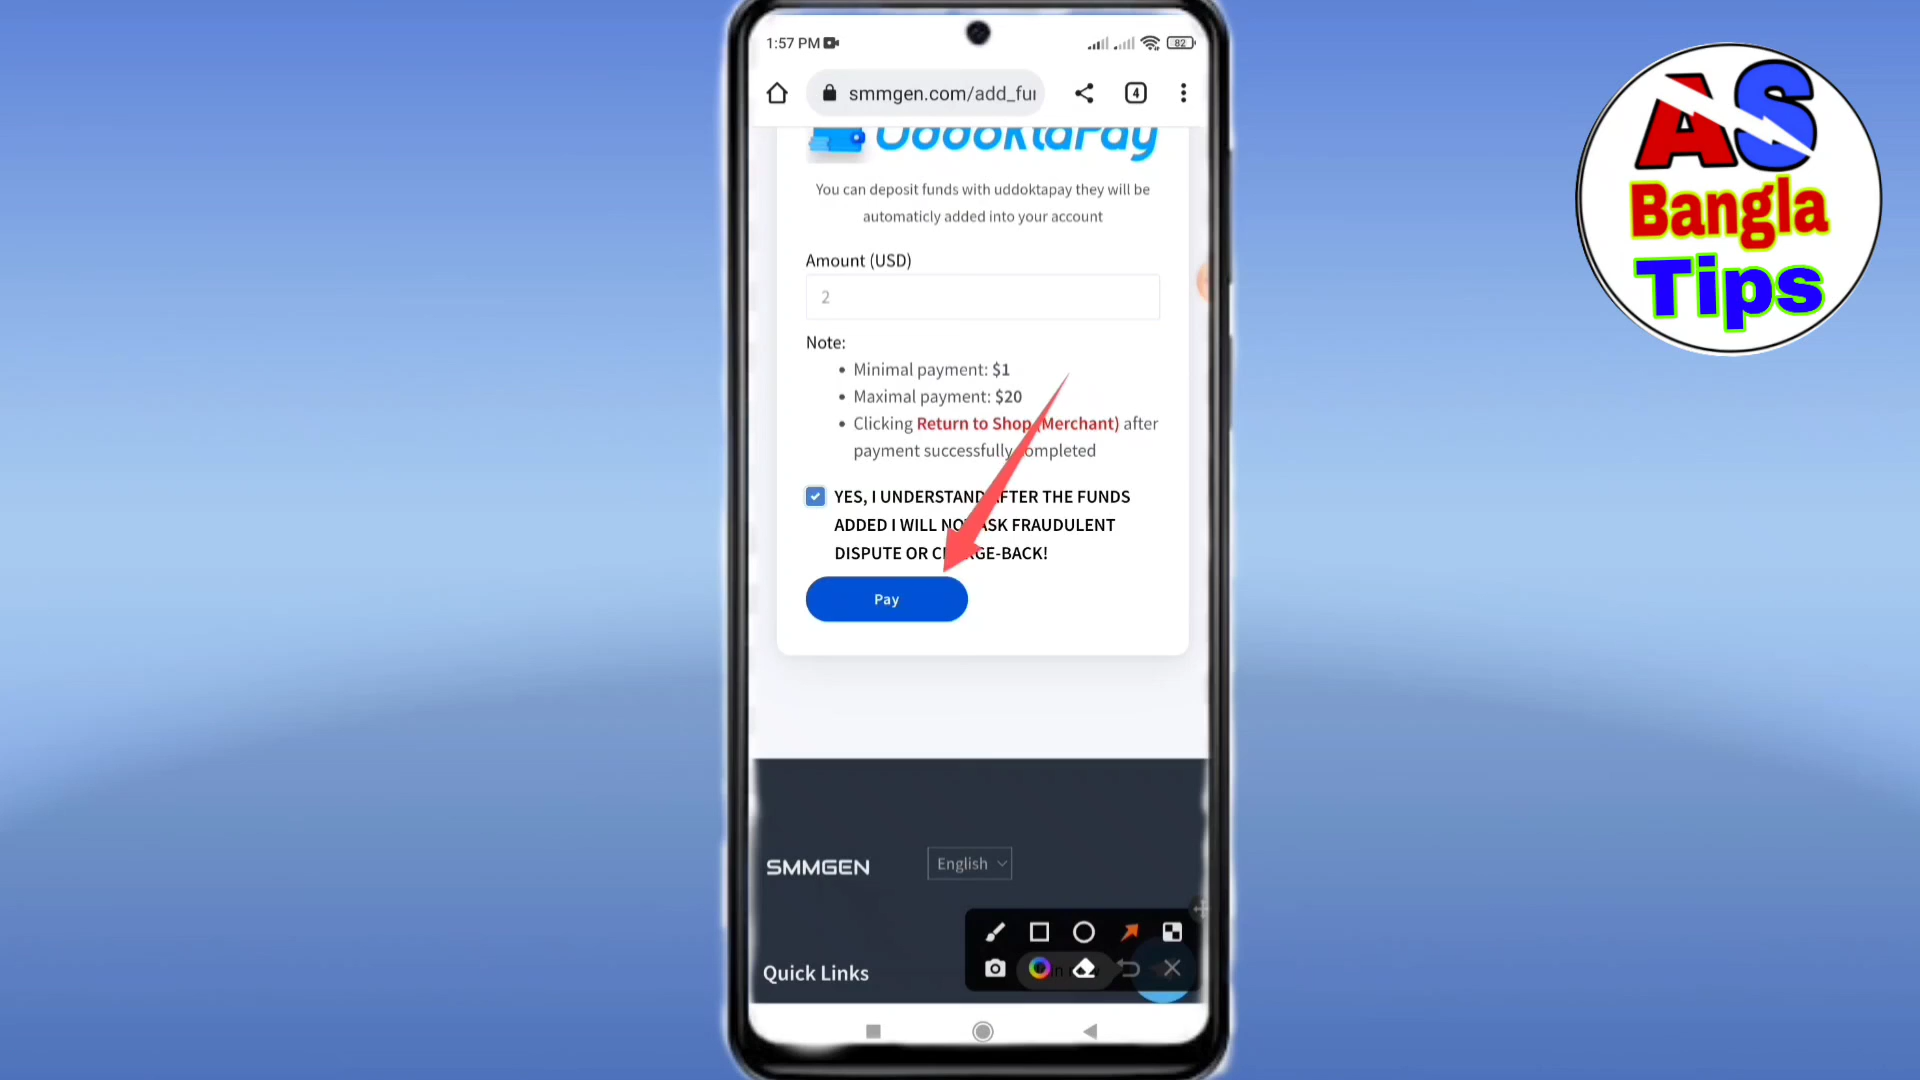 1:57 PM
82
smmgen.com/add_fur
4
UddoktaPay
You can deposit funds with uddoktapay they will be
automaticly added into your account
Amount (USD)
2
Note:
• Minimal payment: $1
• Maximal payment: $20
• Clicking Return to Shop (Merchant) after
payment successfully completed
YES, I UNDERSTAND AFTER THE FUNDS
ADDED I WILL NOT ASK FRAUDULENT
DISPUTE OR CHARGE-BACK!
Pay
SMMGEN
English
Quick Links
AS
Bangla
Tips